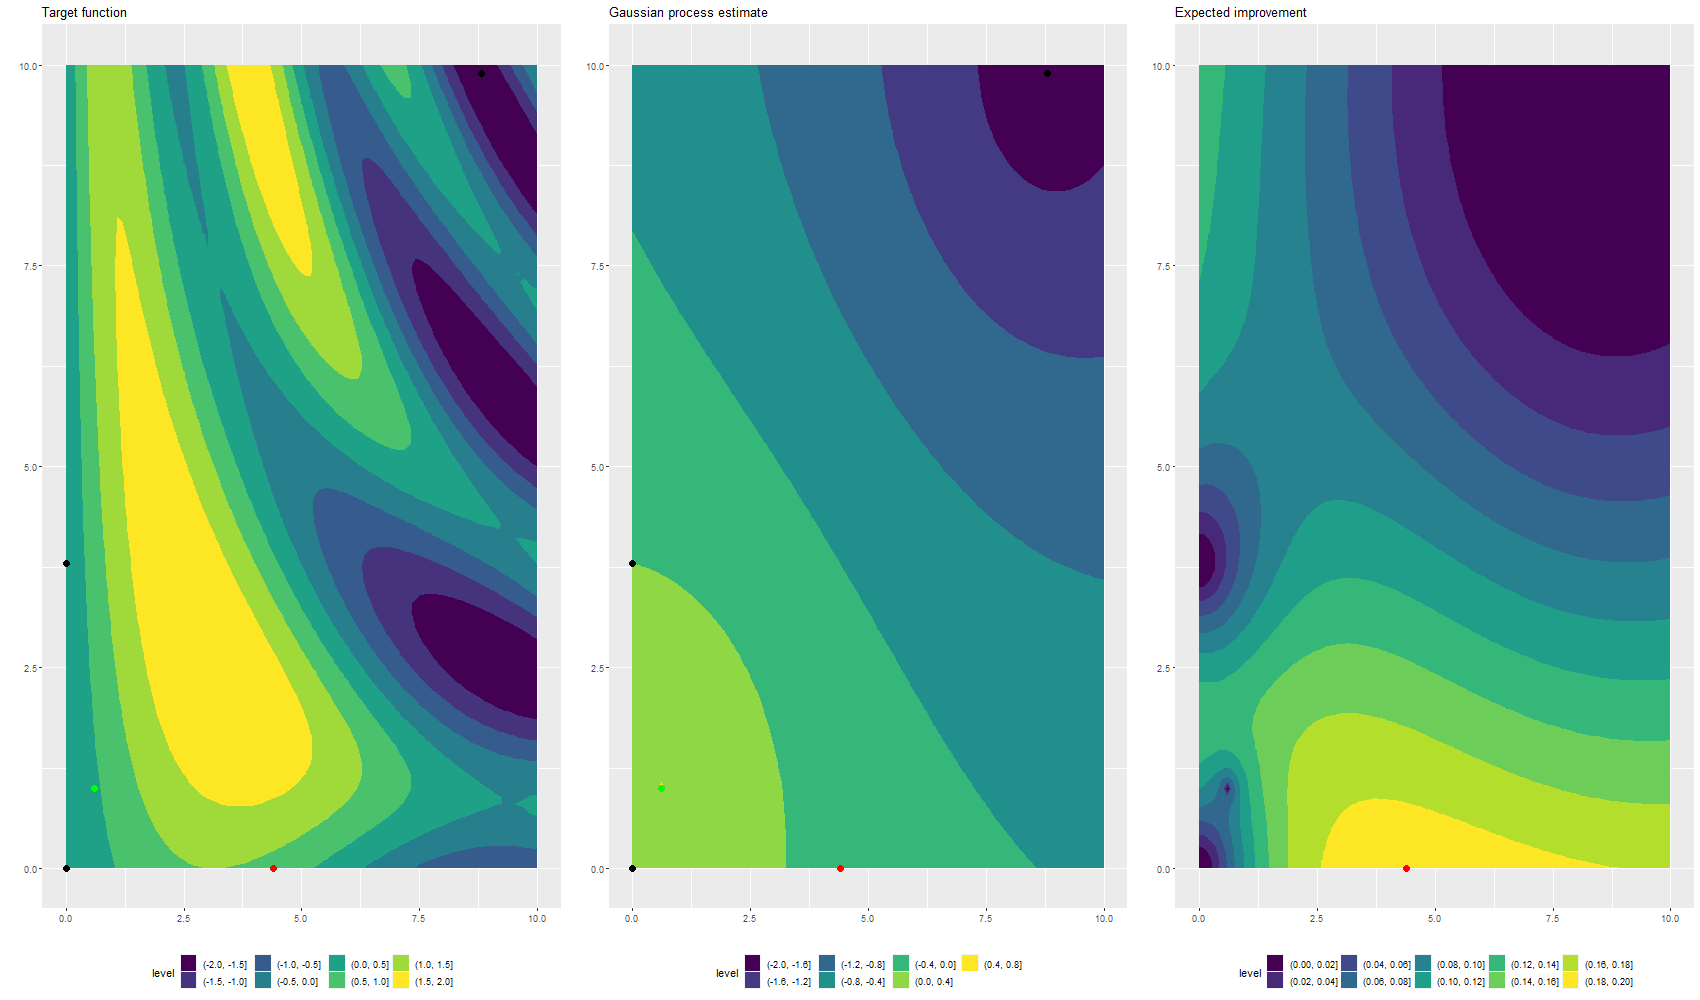 Target function
Gaussian process estimate
Expected improvement
10.0
7.5
5.0
2.5
0.0
0.0 2.5 5.0 7.5 10.0
10.0
7.5
5.0
2.5
0.0
0.0 2.5 5.0 7.5 10.0
10.0
7.5
5.0
2.5
0.0
0.0 2.5 5.0 7.5 10.0
level
(-2.0, -1.5] (-1.0, -0.5] (0.0, 0.5] (1.0, 1.5]
(-1.5, -1.0] (-0.5, 0.0] (0.5, 1.0] (1.5, 2.0]
level
(-2.0, -1.6] (-1.2, -0.8] (-0.4, 0.0] (0.4, 0.8]
(-1.6, -1.2] (-0.8, -0.4] (0.0, 0.4]
level
(0.00, 0.02] (0.04, 0.06] (0.08, 0.10] (0.12, 0.14] (0.16, 0.18]
(0.02, 0.04] (0.06, 0.08] (0.10, 0.12] (0.14, 0.16] (0.18, 0.20]